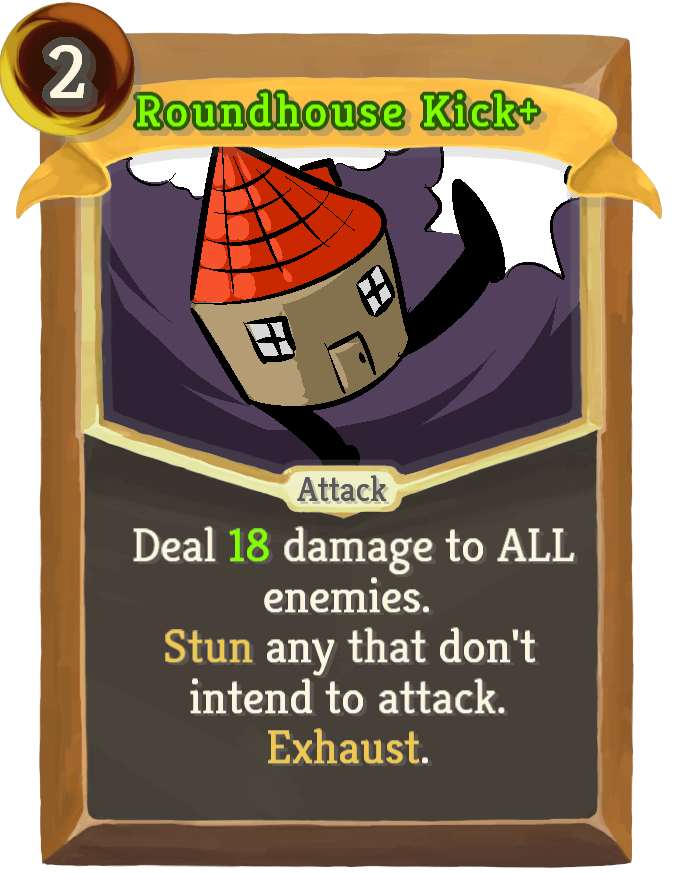 2
Roundhouse Kick+
Attack
Deal 18 damage to ALL
enemies.
Stun any that don't
intend to attack.
Exhaust.